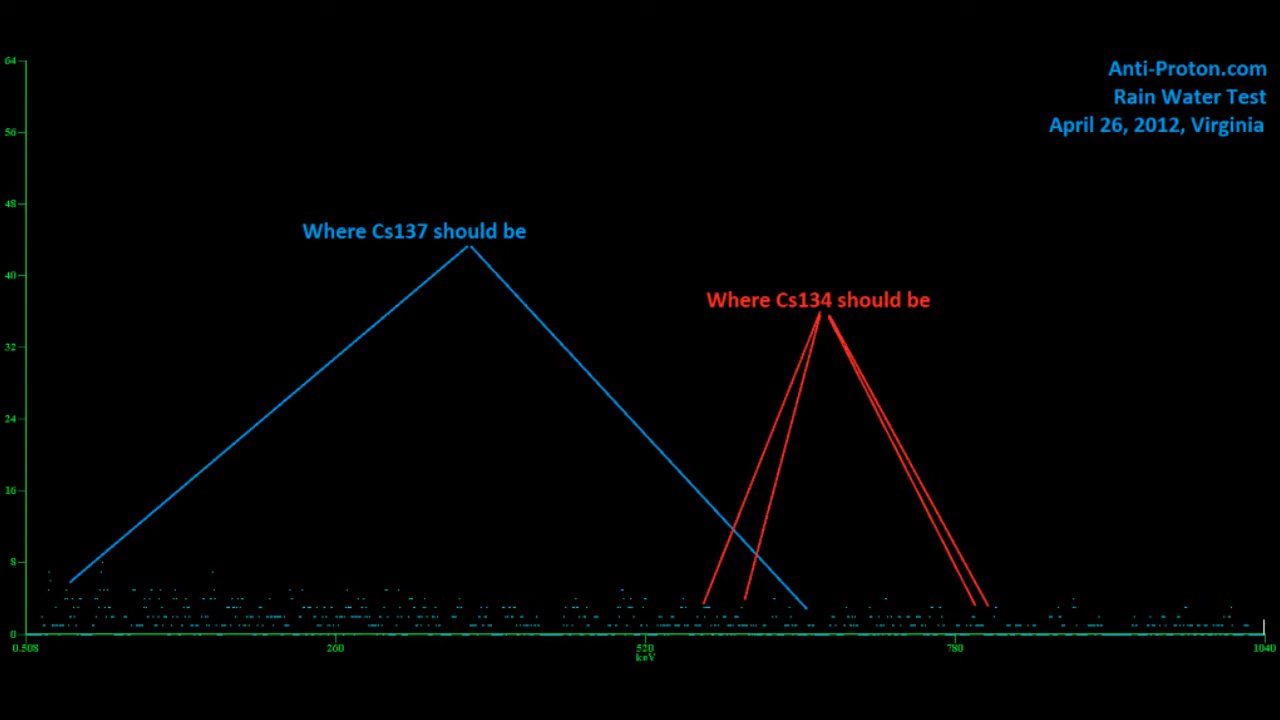 Anti-Proton.com
Rain Water Test
April 26, 2012, Virginia
Where Cs137 should be
Where Cs134 should be
64
56
48
40
32
24
16
8
0
0.508
260
520
780
1040
keV